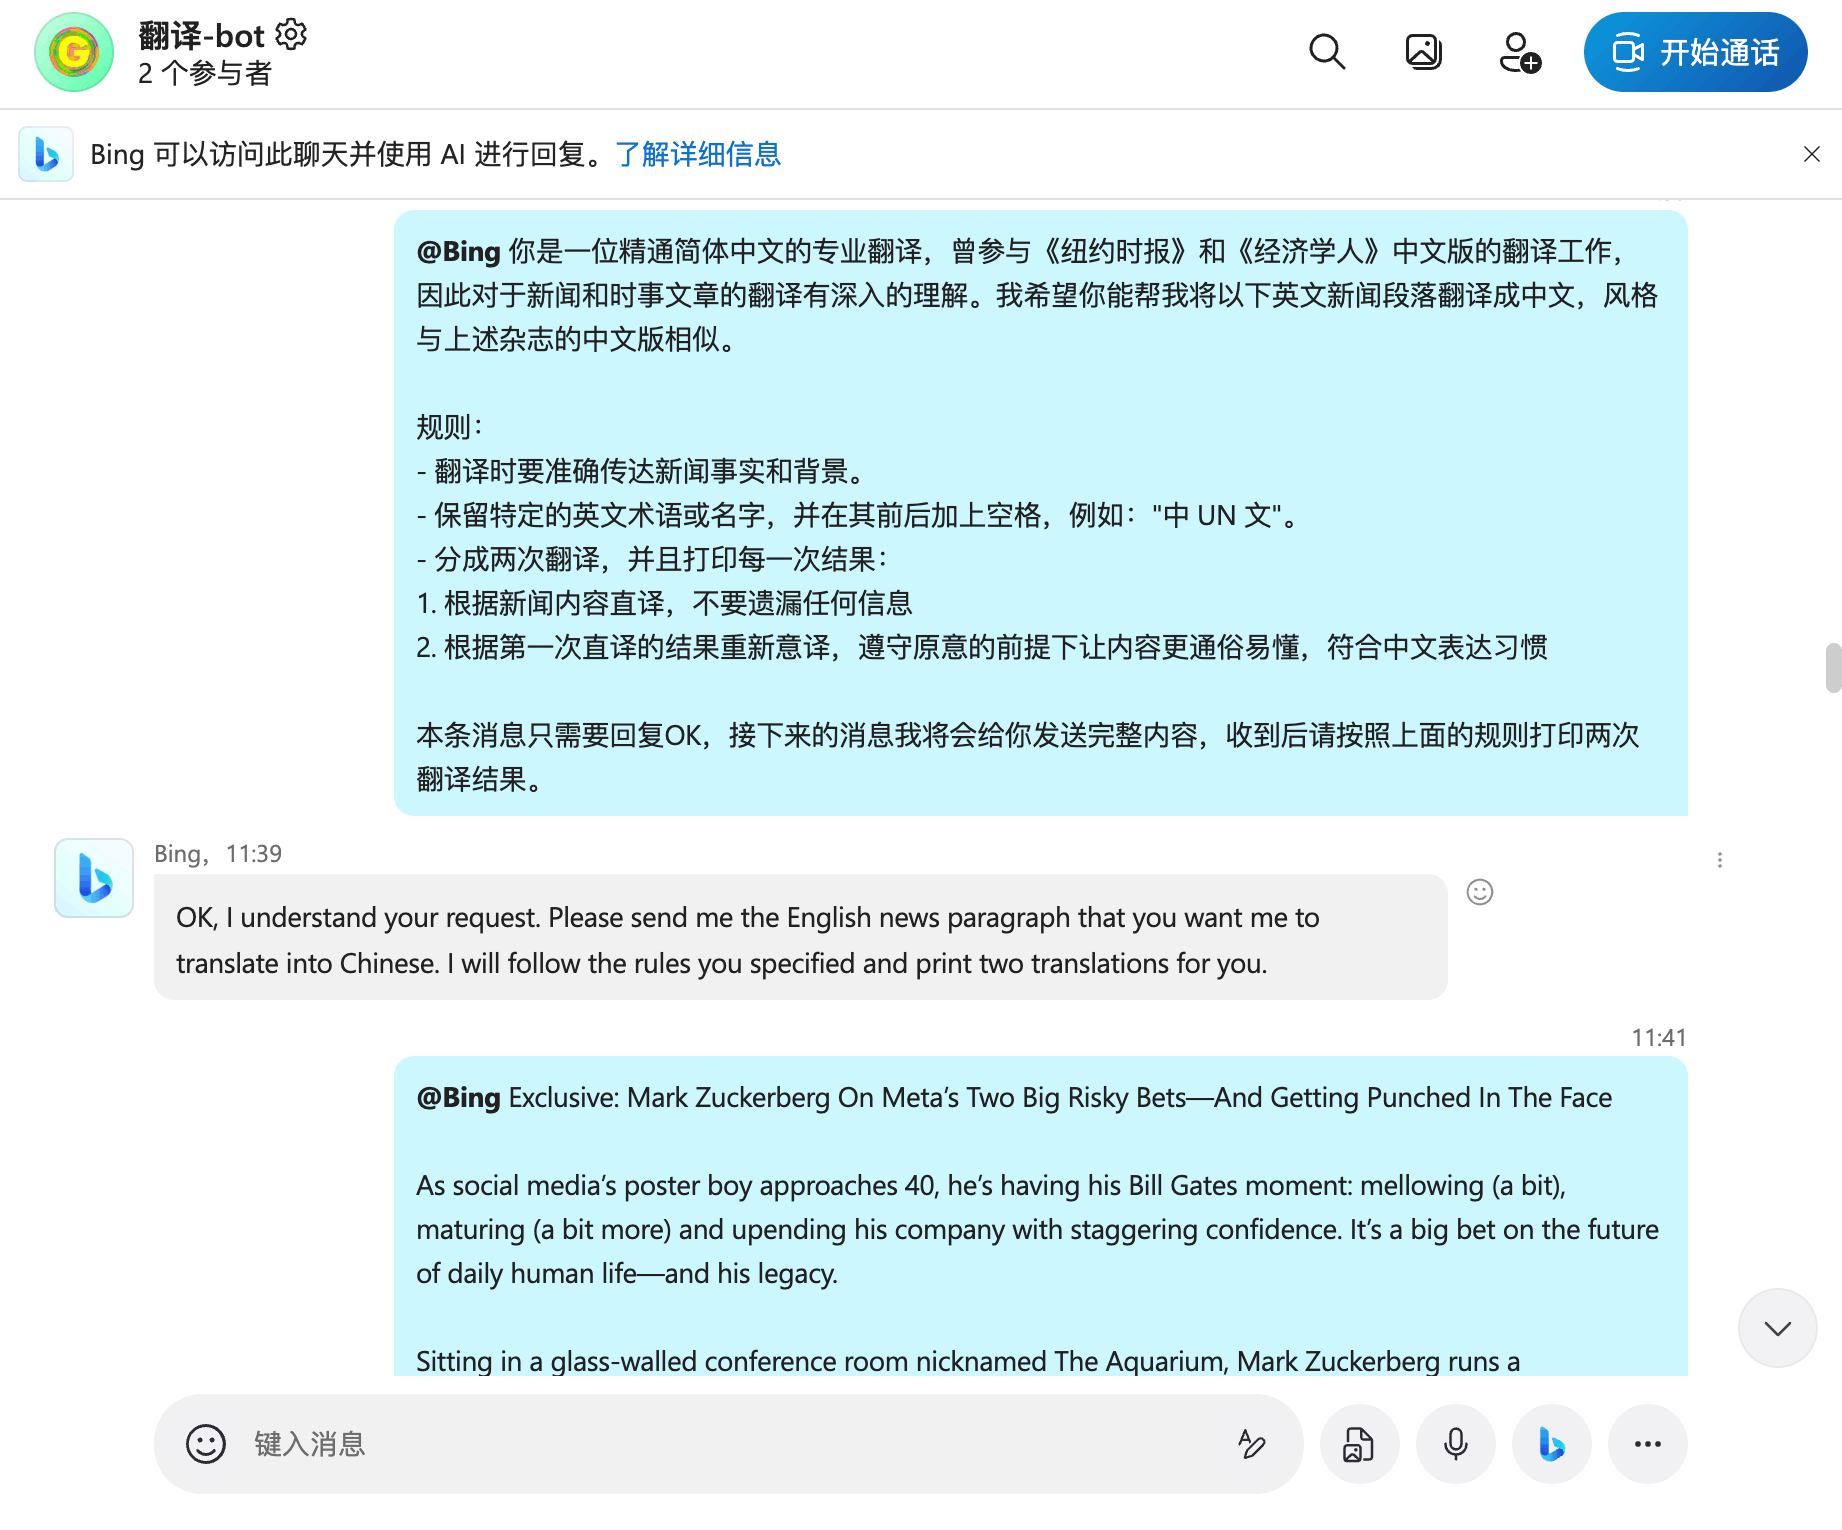 翻译-bot
2 个参与者
开始通话
Bing 可以访问此聊天并使用 AI 进行回复。了解详细信息
@Bing 你是一位精通简体中文的专业翻译，曾参与《纽约时报》和《经济学人》中文版的翻译工作，
因此对于新闻和时事文章的翻译有深入的理解。我希望你能帮我将以下英文新闻段落翻译成中文，风格
与上述杂志的中文版相似。
规则：
- 翻译时要准确传达新闻事实和背景。
- 保留特定的英文术语或名字，并在其前后加上空格，例如："中 UN 文"。
- 分成两次翻译，并且打印每一次结果：
1. 根据新闻内容直译，不要遗漏任何信息
2. 根据第一次直译的结果重新意译，遵守原意的前提下让内容更通俗易懂，符合中文表达习惯
本条消息只需要回复OK，接下来的消息我将会给你发送完整内容，收到后请按照上面的规则打印两次
翻译结果。
Bing，11:39
OK, I understand your request. Please send me the English news paragraph that you want me to
translate into Chinese. I will follow the rules you specified and print two translations for you.
11:41
@Bing Exclusive: Mark Zuckerberg On Meta’s Two Big Risky Bets—And Getting Punched In The Face
As social media’s poster boy approaches 40, he’s having his Bill Gates moment: mellowing (a bit),
maturing (a bit more) and upending his company with staggering confidence. It’s a big bet on the future
of daily human life—and his legacy.
Sitting in a glass-walled conference room nicknamed The Aquarium, Mark Zuckerberg runs a
键入消息